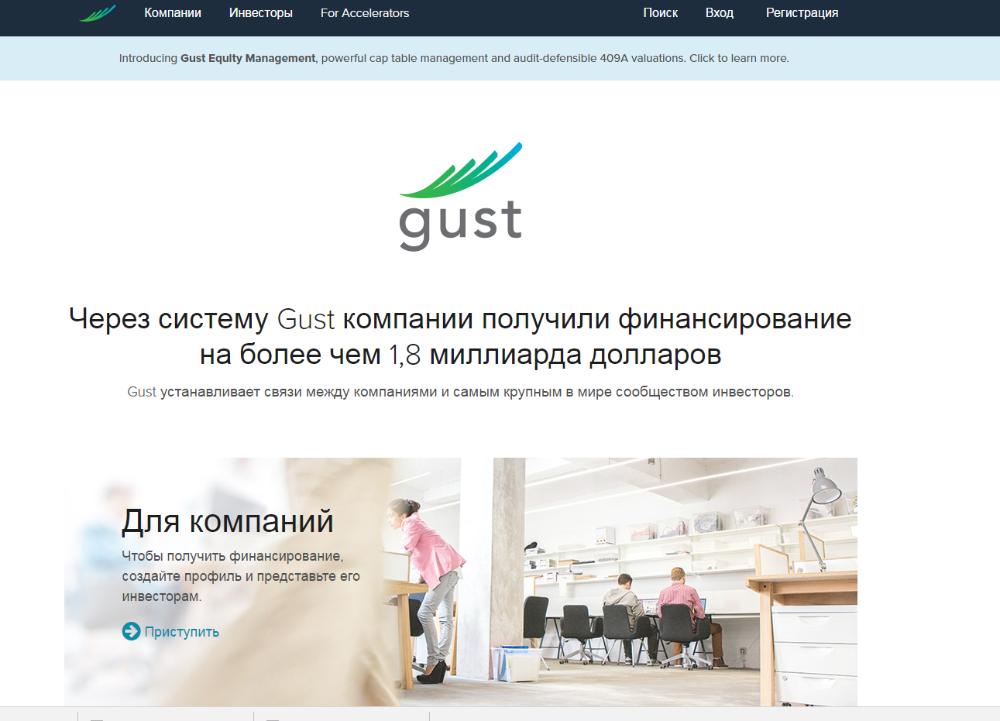 Компании Инвесторы For Accelerators Поиск Вход Регистрация
Introducing Gust Equity Management, powerful cap table management and audit-defensible 409A valuations. Click to learn more.
gust
Через систему Gust компании получили финансирование
на более чем 1,8 миллиарда долларов
Gust устанавливает связи между компаниями и самым крупным в мире сообществом инвесторов.
Для компаний
Чтобы получить финансирование,
создайте профиль и представьте его
инвесторам.
Приступить